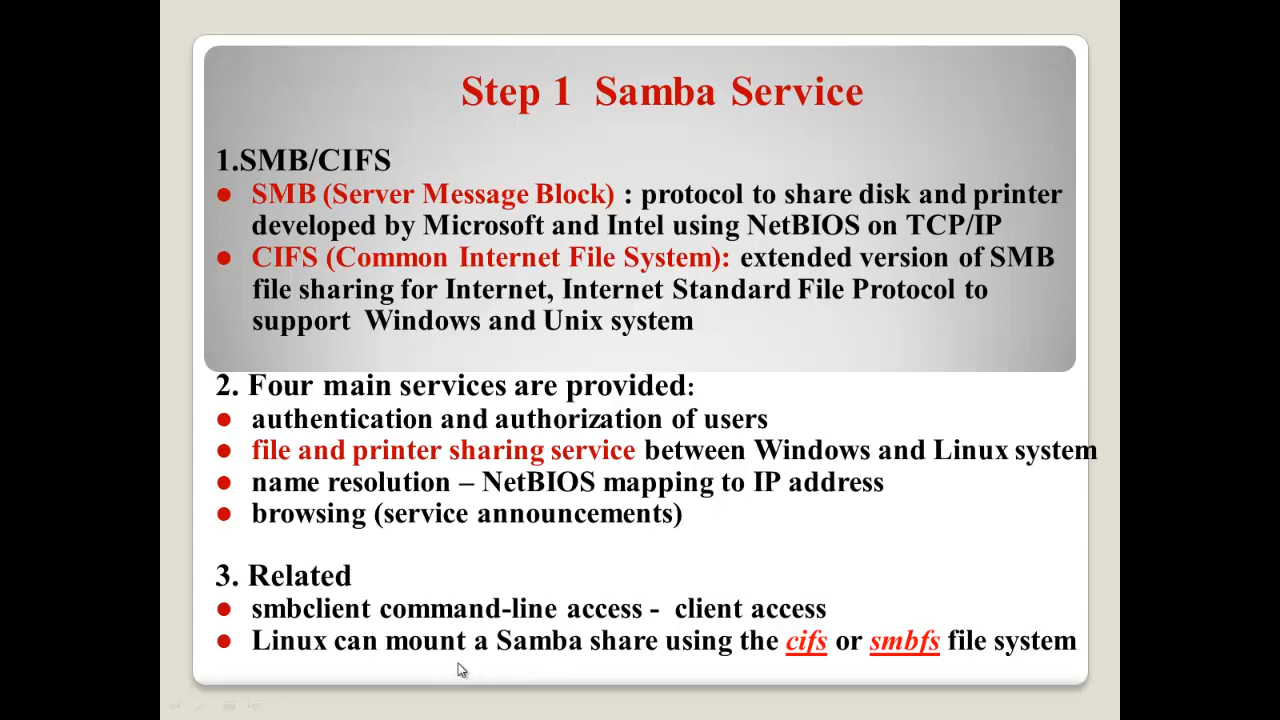 Step 1 Samba Service
1.SMB/CIFS
● SMB (Server Message Block) : protocol to share disk and printer
developed by Microsoft and Intel using NetBIOS on TCP/IP
● CIFS (Common Internet File System): extended version of SMB
file sharing for Internet, Internet Standard File Protocol to
support Windows and Unix system
2. Four main services are provided:
● authentication and authorization of users
● file and printer sharing service between Windows and Linux system
● name resolution – NetBIOS mapping to IP address
● browsing (service announcements)
3. Related
● smbclient command-line access - client access
● Linux can mount a Samba share using the cifs or smbfs file system